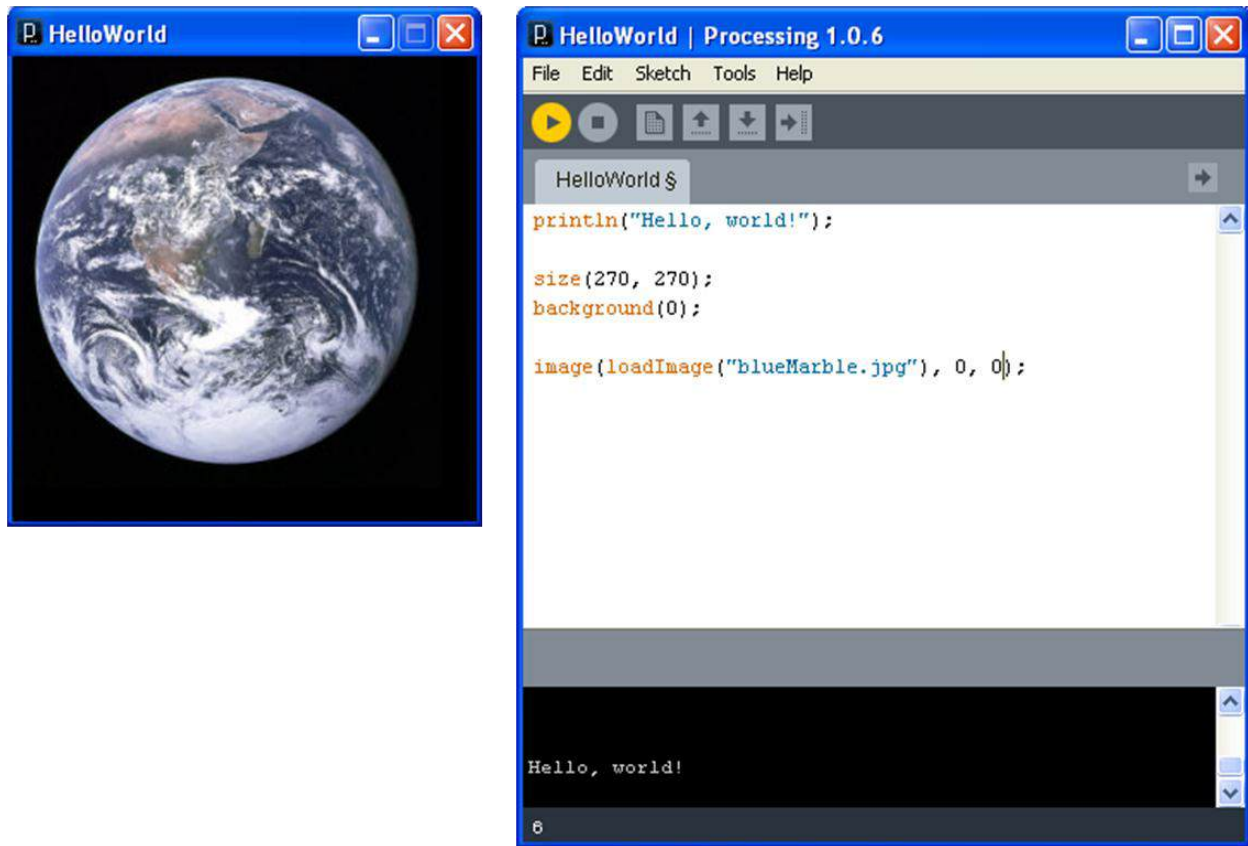 HelloWorld
HelloWorld | Processing 1.0.6
File Edit Sketch Tools Help
HelloWorld §
println("Hello, world!");
size(270, 270);
background(0);
image(loadImage("blueMarble.jpg"), 0, 0);
Hello, world!
6